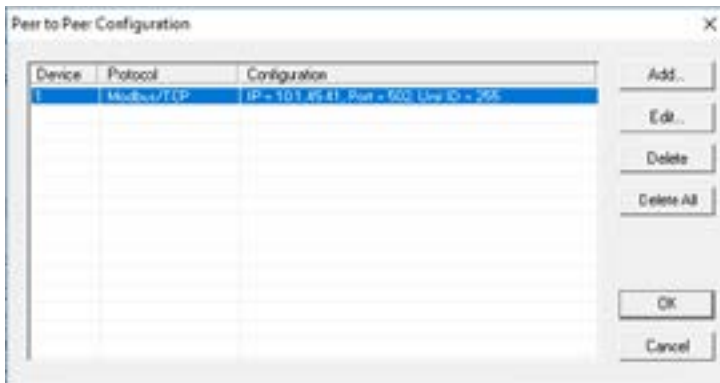 Peer to Peer Configuration
Device Protocol Configuration
1 Modbus/TCP IP = 10.1.45.41, Port = 502, Unit ID = 255
Add...
Edit...
Delete
Delete All
OK
Cancel